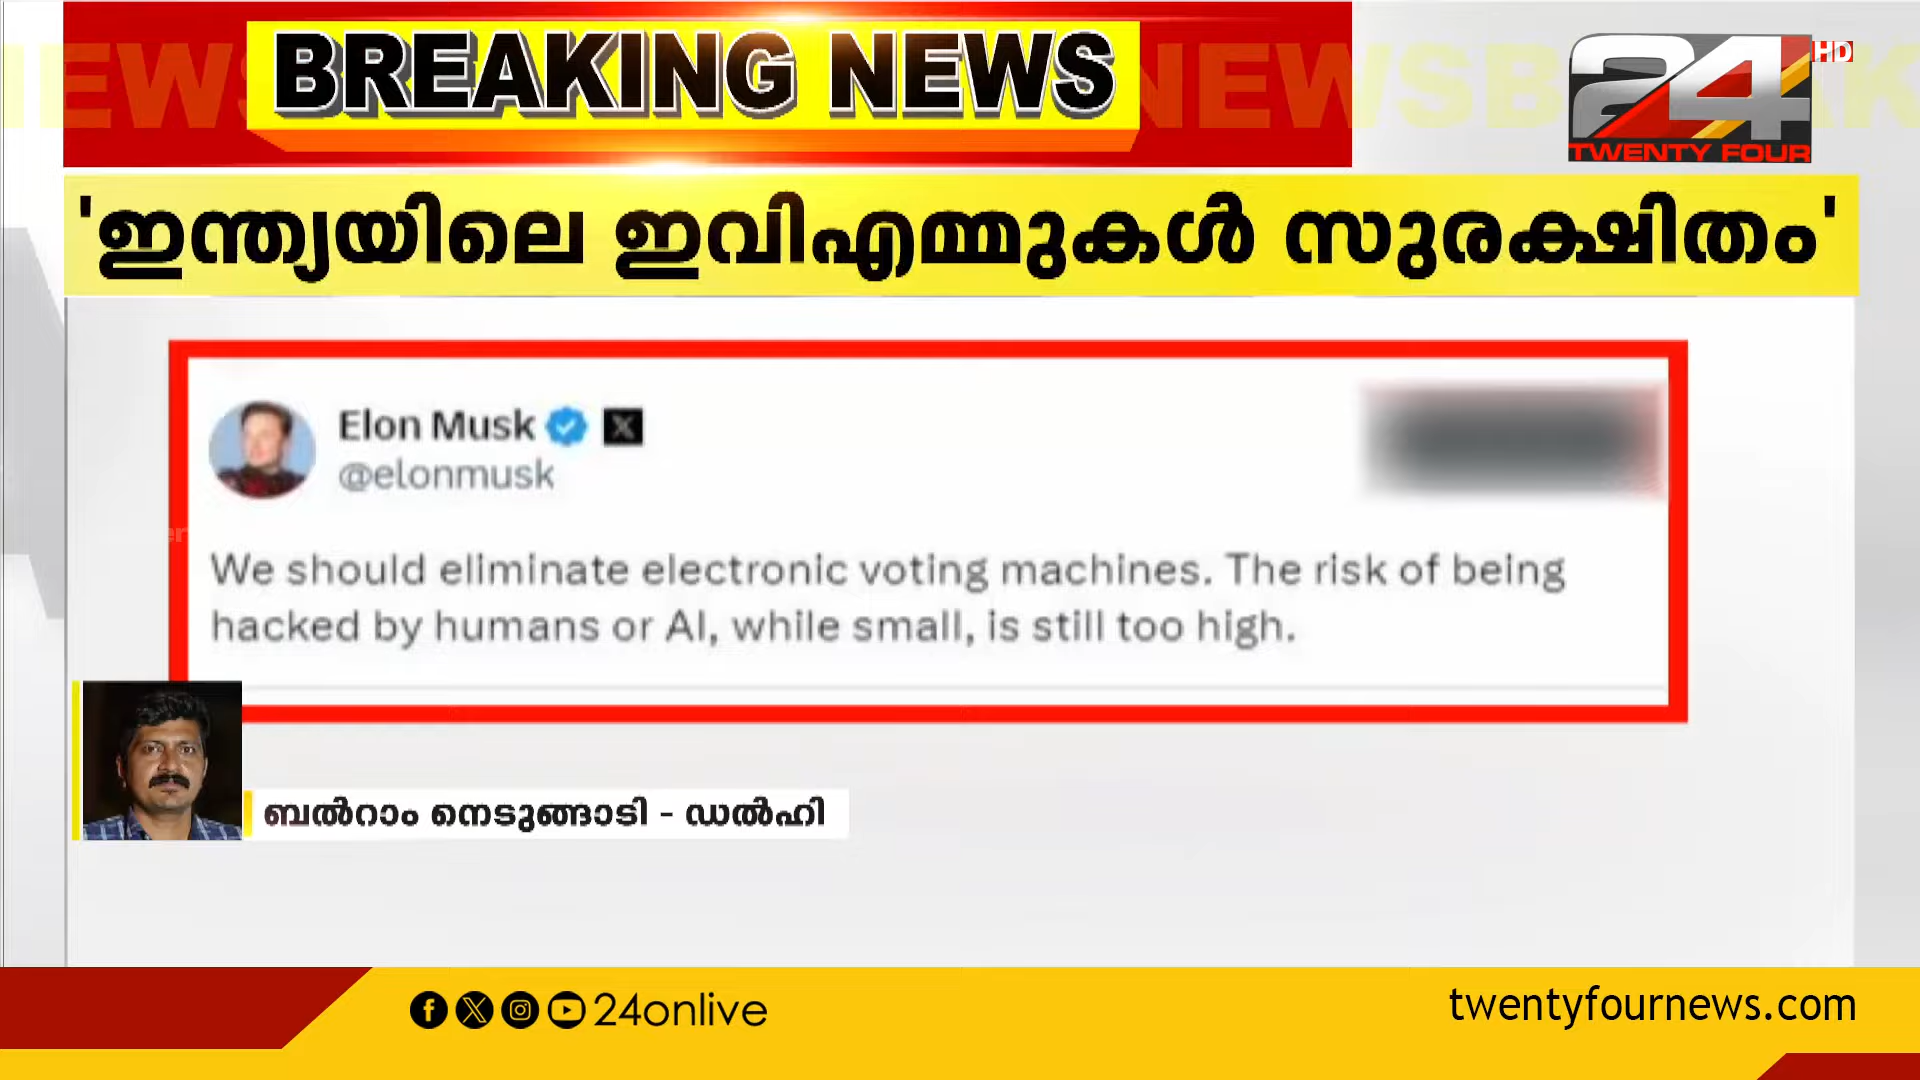 BREAKING NEWS
24 HD
TWENTY FOUR
'ഇന്ത്യയിലെ ഇവിഎമ്മുകൾ സുരക്ഷിതം'
Elon Musk
@elonmusk
We should eliminate electronic voting machines. The risk of being
hacked by humans or AI, while small, is still too high.
ബൽറാം നെടുങ്ങാടി - ഡൽഹി
24onlive
twentyfournews.com